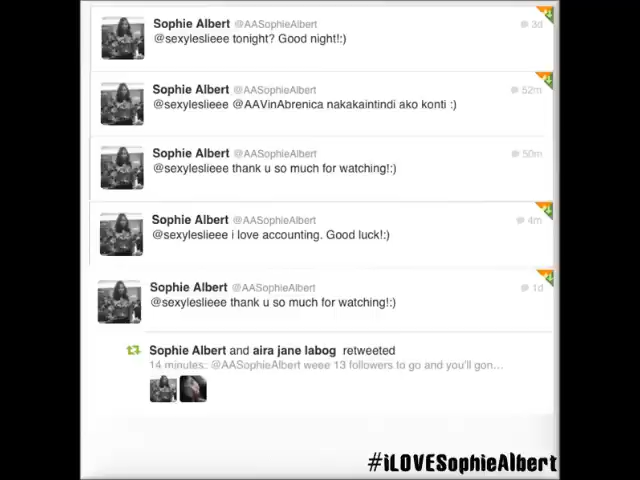 Sophie Albert @AASophieAlbert 3d
@sexyleslieee tonight? Good night!:)
Sophie Albert @AASophieAlbert 52m
@sexyleslieee @AAVinAbrenica nakakaintindi ako konti :)
Sophie Albert @AASophieAlbert 50m
@sexyleslieee thank u so much for watching!:)
Sophie Albert @AASophieAlbert 4m
@sexyleslieee i love accounting. Good luck!:)
Sophie Albert @AASophieAlbert 1d
@sexyleslieee thank u so much for watching!:)
Sophie Albert and aira jane labog retweeted
14 minutes:: @AASophieAlbert weee 13 followers to go and you'll gon...
#iLOVESophieAlbert